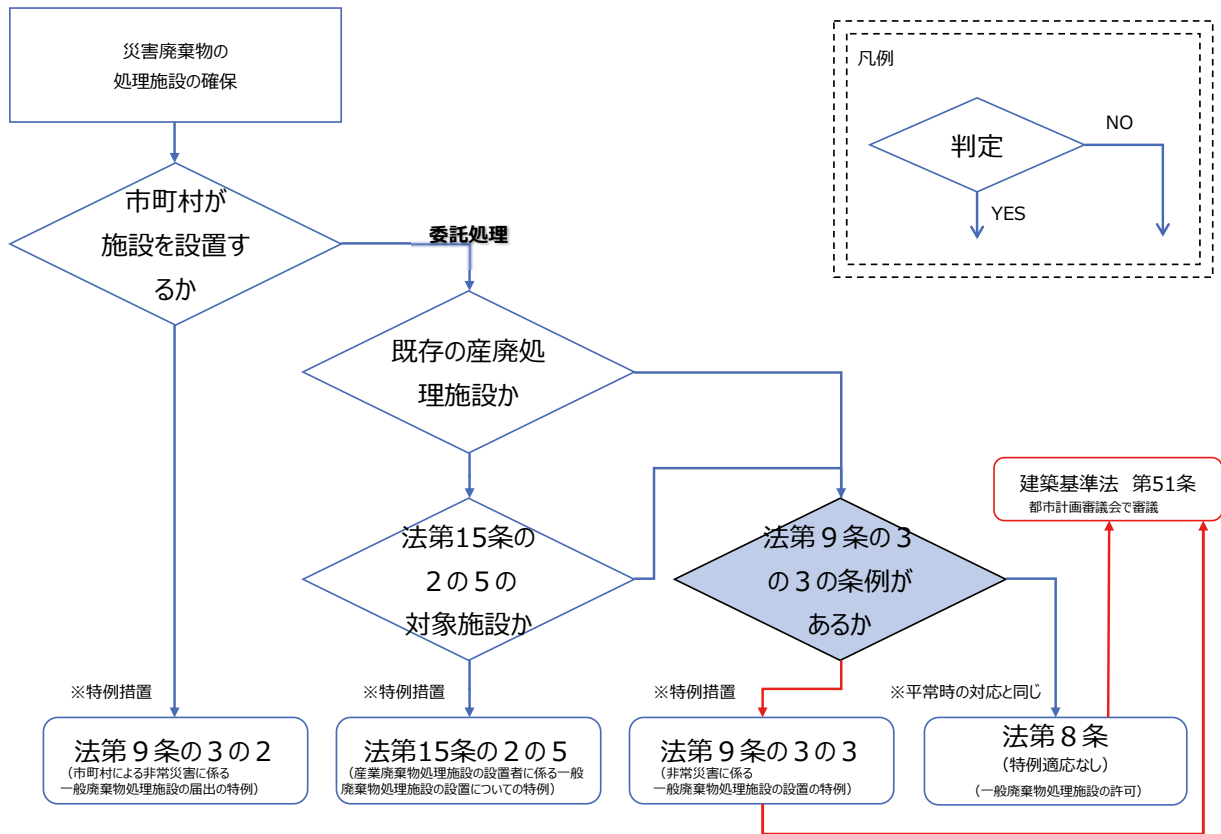 災害廃棄物の
処理施設の確保
凡例
判定
NO
YES
市町村が
施設を設置す
るか
委託処理
既存の産廃処
理施設か
建築基準法 第51条
都市計画審議会で審議
法第15条の
２の５の
対象施設か
法第９条の３
の３の条例が
あるか
※特例措置
※特例措置
※特例措置
※平常時の対応と同じ
法第９条の３の２
(市町村による非常災害に係る
一般廃棄物処理施設の届出の特例)
法第15条の２の５
(産業廃棄物処理施設の設置者に係る一般
廃棄物処理施設の設置についての特例)
法第９条の３の３
(非常災害に係る
一般廃棄物処理施設の設置の特例)
法第８条
(特例適応なし)
(一般廃棄物処理施設の許可)